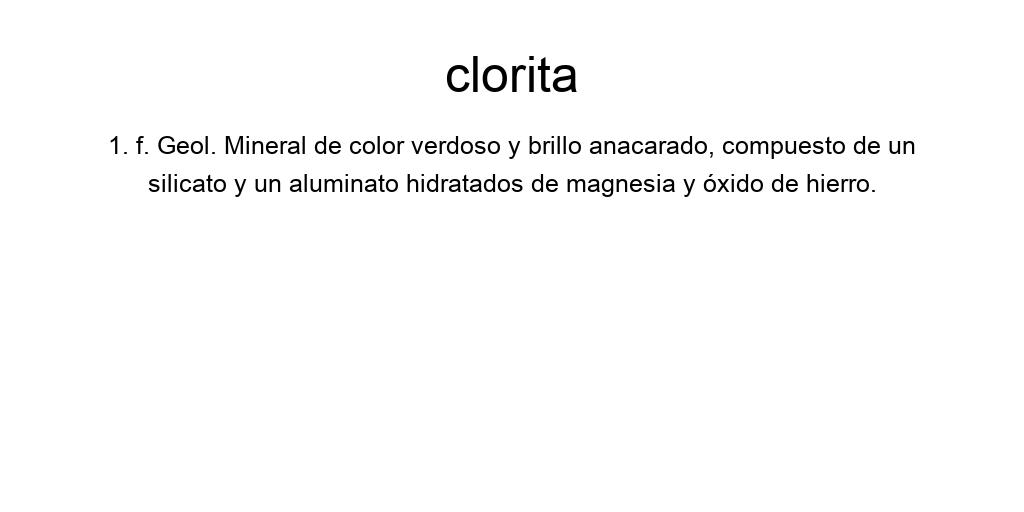 clorita
1. f. Geol. Mineral de color verdoso y brillo anacarado, compuesto de un
silicato y un aluminato hidratados de magnesia y óxido de hierro.